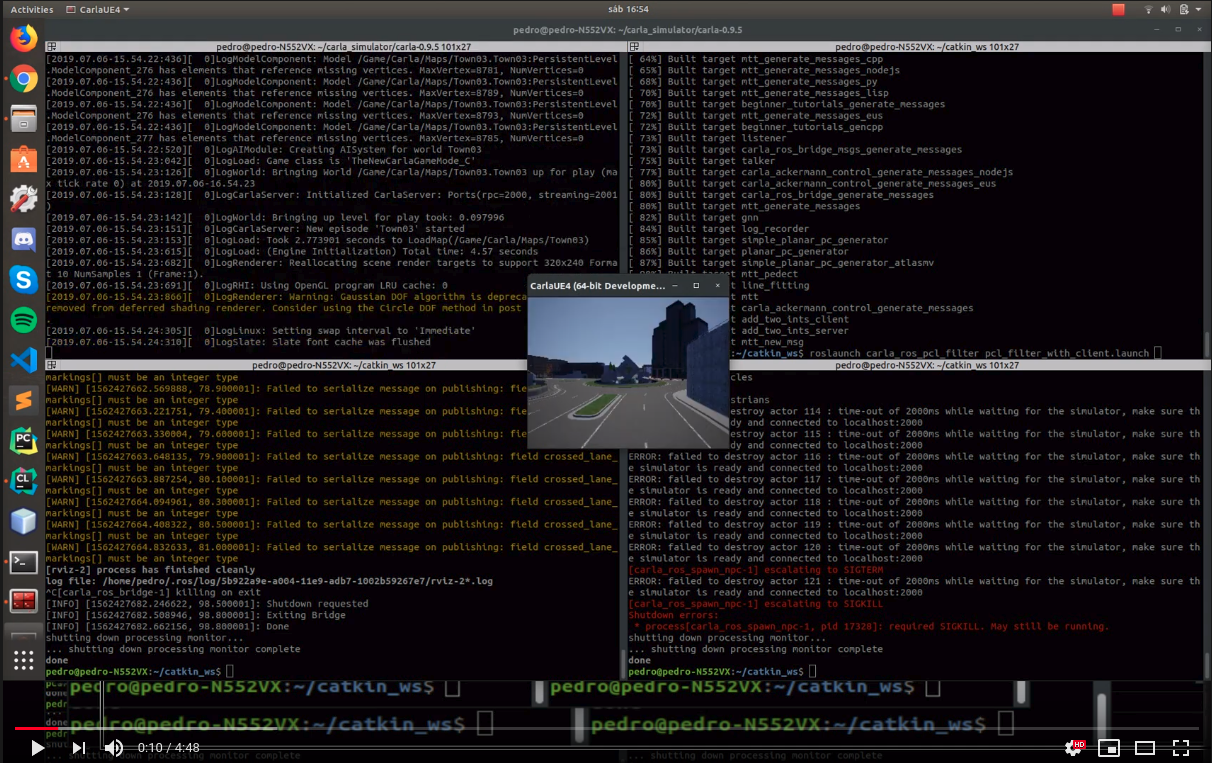 Activities CarlaUE4 sáb 16:54
pedro@pedro-N552VX: ~/carla_simulator/carla-0.9.5
pedro@pedro-N552VX: ~/carla_simulator/carla-0.9.5 101x27
[2019.07.06-15.54.22:436][ 0]LogModelComponent: Model /Game/Carla/Maps/Town03.Town03:PersistentLevel
.ModelComponent_276 has elements that reference missing vertices. MaxVertex=8781, NumVertices=0
[2019.07.06-15.54.22:436][ 0]LogModelComponent: Model /Game/Carla/Maps/Town03.Town03:PersistentLevel
.ModelComponent_276 has elements that reference missing vertices. MaxVertex=8789, NumVertices=0
[2019.07.06-15.54.22:436][ 0]LogModelComponent: Model /Game/Carla/Maps/Town03.Town03:PersistentLevel
.ModelComponent_276 has elements that reference missing vertices. MaxVertex=8793, NumVertices=0
[2019.07.06-15.54.22:436][ 0]LogModelComponent: Model /Game/Carla/Maps/Town03.Town03:PersistentLevel
.ModelComponent_277 has elements that reference missing vertices. MaxVertex=8785, NumVertices=0
[2019.07.06-15.54.22:520][ 0]LogAIModule: Creating AISystem for world Town03
[2019.07.06-15.54.23:042][ 0]LogLoad: Game class is 'TheNewCarlaGameMode_C'
[2019.07.06-15.54.23:126][ 0]LogWorld: Bringing World /Game/Carla/Maps/Town03.Town03 up for play (ma
x tick rate 0) at 2019.07.06-16.54.23
[2019.07.06-15.54.23:128][ 0]LogCarlaServer: Initialized CarlaServer: Ports(rpc=2000, streaming=2001
)
[2019.07.06-15.54.23:142][ 0]LogWorld: Bringing up level for play took: 0.097996
[2019.07.06-15.54.23:151][ 0]LogCarlaServer: New episode 'Town03' started
[2019.07.06-15.54.23:153][ 0]LogLoad: Took 2.773901 seconds to LoadMap(/Game/Carla/Maps/Town03)
[2019.07.06-15.54.23:615][ 0]LogLoad: (Engine Initialization) Total time: 4.57 seconds
[2019.07.06-15.54.23:682][ 0]LogRenderer: Reallocating scene render targets to support 320x240 Forma
t 10 NumSamples 1 (Frame:1).
[2019.07.06-15.54.23:691][ 0]LogRHI: Using OpenGL program LRU cache: 0
[2019.07.06-15.54.23:866][ 0]LogRenderer: Warning: Gaussian DOF algorithm is depreca
removed from deferred shading renderer. Consider using the Circle DOF method in post
.
[2019.07.06-15.54.24:305][ 0]LogLinux: Setting swap interval to 'Immediate'
[2019.07.06-15.54.24:310][ 0]LogSlate: Slate font cache was flushed
pedro@pedro-N552VX: ~/catkin_ws 101x27
[ 64%] Built target mtt_generate_messages_cpp
[ 65%] Built target mtt_generate_messages_nodejs
[ 68%] Built target mtt_generate_messages_py
[ 70%] Built target mtt_generate_messages_lisp
[ 70%] Built target beginner_tutorials_generate_messages
[ 72%] Built target mtt_generate_messages_eus
[ 72%] Built target beginner_tutorials_gencpp
[ 73%] Built target listener
[ 73%] Built target carla_ros_bridge_msgs_generate_messages
[ 75%] Built target talker
[ 77%] Built target carla_ackermann_control_generate_messages_nodejs
[ 80%] Built target carla_ackermann_control_generate_messages_eus
[ 80%] Built target carla_ros_bridge_generate_messages
[ 80%] Built target mtt_generate_messages
[ 82%] Built target gnn
[ 84%] Built target log_recorder
[ 85%] Built target simple_planar_pc_generator
[ 86%] Built target planar_pc_generator
[ 87%] Built target simple_planar_pc_generator_atlasmv
t mtt_pedect
t line_fitting
t mtt
t carla_ackermann_control_generate_messages
t add_two_ints_client
t add_two_ints_server
t mtt_new_msg
:~/catkin_ws$ roslaunch carla_ros_pcl_filter pcl_filter_with_client.launch
CarlaUE4 (64-bit Developme...
pedro@pedro-N552VX: ~/catkin_ws 101x27
markings[] must be an integer type
[WARN] [1562427662.569888, 78.900001]: Failed to serialize message on publishing: fie
markings[] must be an integer type
[WARN] [1562427663.221751, 79.400001]: Failed to serialize message on publishing: fie
markings[] must be an integer type
[WARN] [1562427663.330004, 79.600001]: Failed to serialize message on publishing: fie
markings[] must be an integer type
[WARN] [1562427663.648135, 79.900001]: Failed to serialize message on publishing: field crossed_lane_
markings[] must be an integer type
[WARN] [1562427663.887254, 80.100001]: Failed to serialize message on publishing: field crossed_lane_
markings[] must be an integer type
[WARN] [1562427664.094961, 80.300001]: Failed to serialize message on publishing: field crossed_lane_
markings[] must be an integer type
[WARN] [1562427664.408322, 80.500001]: Failed to serialize message on publishing: field crossed_lane_
markings[] must be an integer type
[WARN] [1562427664.832633, 81.000001]: Failed to serialize message on publishing: field crossed_lane_
markings[] must be an integer type
[rviz-2] process has finished cleanly
log file: /home/pedro/.ros/log/5b922a9e-a004-11e9-adb7-1002b59267e7/rviz-2*.log
^C[carla_ros_bridge-1] killing on exit
[INFO] [1562427682.246622, 98.500001]: Shutdown requested
[INFO] [1562427682.508946, 98.800001]: Exiting Bridge
[INFO] [1562427682.662156, 98.800001]: Done
shutting down processing monitor...
... shutting down processing monitor complete
done
pedro@pedro-N552VX:~/catkin_ws$
pedro@pedro-N552VX: ~/catkin_ws 101x27
cles
strians
estroy actor 114 : time-out of 2000ms while waiting for the simulator, make sure th
dy and connected to localhost:2000
estroy actor 115 : time-out of 2000ms while waiting for the simulator, make sure th
dy and connected to localhost:2000
ERROR: failed to destroy actor 116 : time-out of 2000ms while waiting for the simulator, make sure th
e simulator is ready and connected to localhost:2000
ERROR: failed to destroy actor 117 : time-out of 2000ms while waiting for the simulator, make sure th
e simulator is ready and connected to localhost:2000
ERROR: failed to destroy actor 118 : time-out of 2000ms while waiting for the simulator, make sure th
e simulator is ready and connected to localhost:2000
ERROR: failed to destroy actor 119 : time-out of 2000ms while waiting for the simulator, make sure th
e simulator is ready and connected to localhost:2000
ERROR: failed to destroy actor 120 : time-out of 2000ms while waiting for the simulator, make sure th
e simulator is ready and connected to localhost:2000
[carla_ros_spawn_npc-1] escalating to SIGTERM
ERROR: failed to destroy actor 121 : time-out of 2000ms while waiting for the simulator, make sure th
e simulator is ready and connected to localhost:2000
[carla_ros_spawn_npc-1] escalating to SIGKILL
Shutdown errors:
* process[carla_ros_spawn_npc-1, pid 17328]: required SIGKILL. May still be running.
shutting down processing monitor...
... shutting down processing monitor complete
done
pedro@pedro-N552VX:~/catkin_ws$
pedro@pedro-N552VX:~/catkin_ws$ pedro@pedro-N552VX:~/catkin_ws$
done
pedro@pedro-N552VX:~/catkin_ws$ pedro@pedro-N552VX:~/catkin_ws$
0:10 / 4:48
HD
... shutting down processing monitor complete